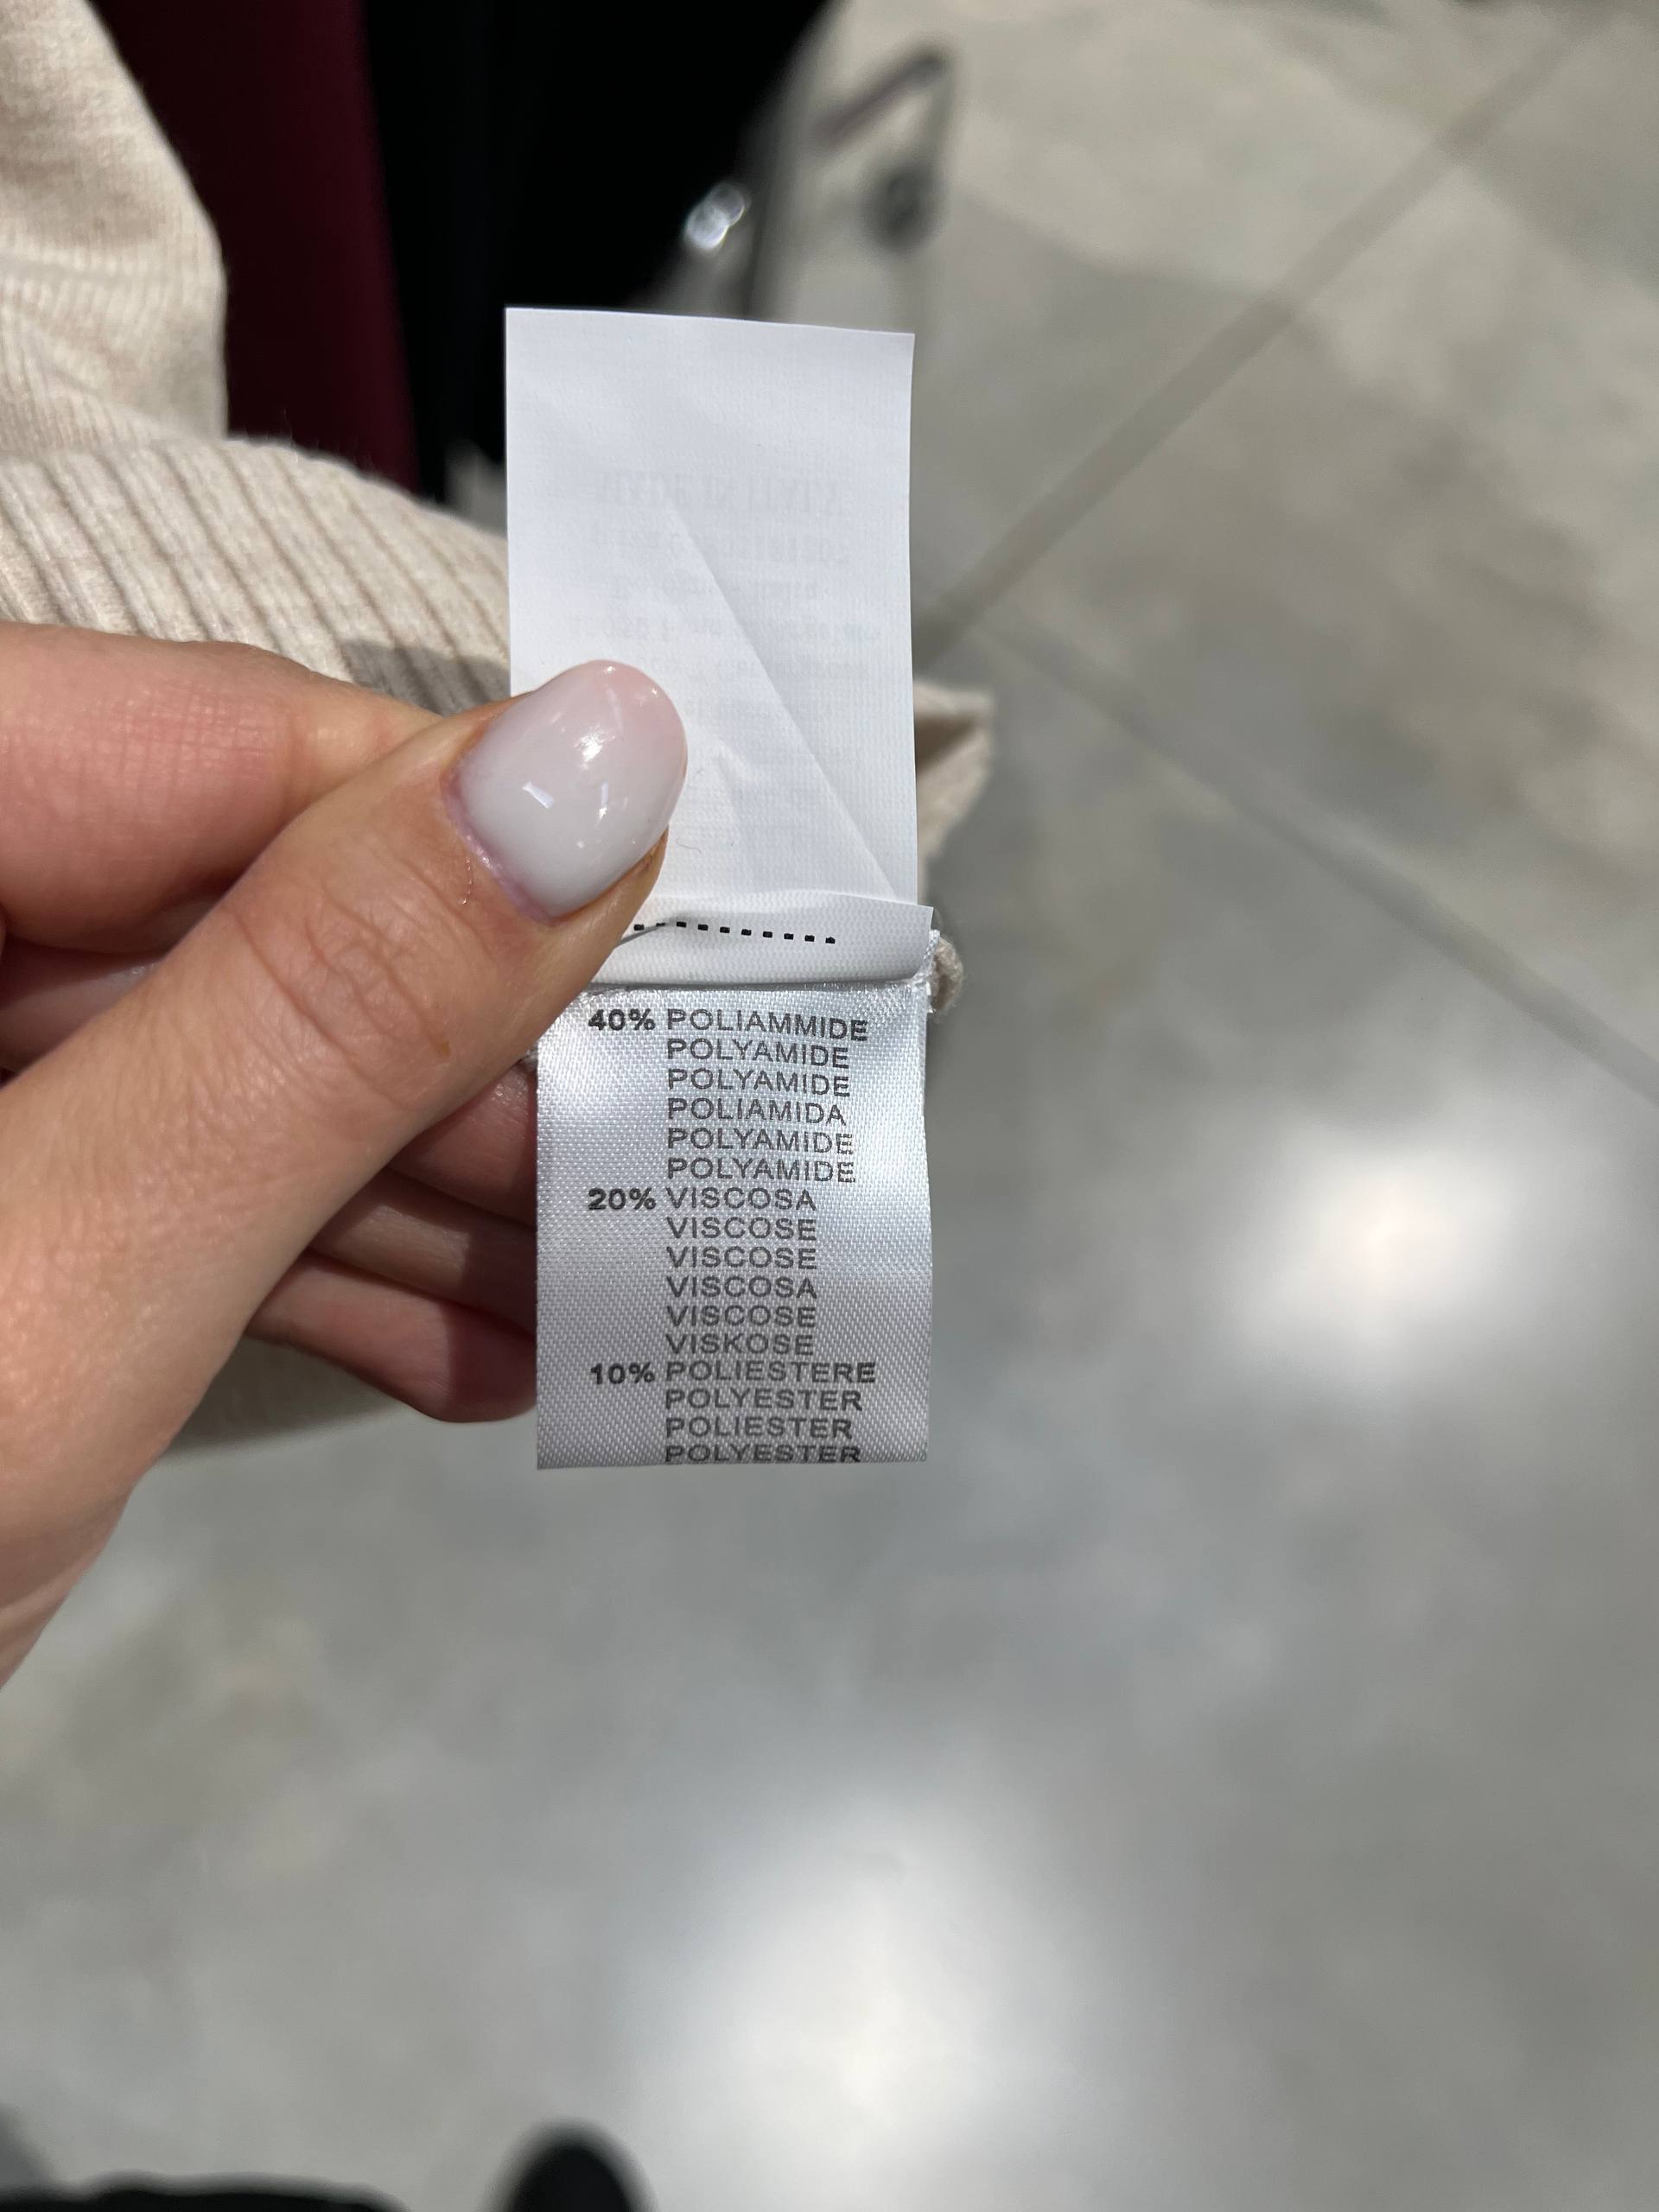 40% POLIAMMIDE
POLYAMIDE
POLYAMIDE
POLIAMIDA
POLYAMIDE
POLYAMIDE
20% VISCOSA
VISCOSE
VISCOSE
VISCOSA
VISCOSE
VISKOSE
10% POLIESTERE
POLYESTER
POLIESTER
POLYESTER